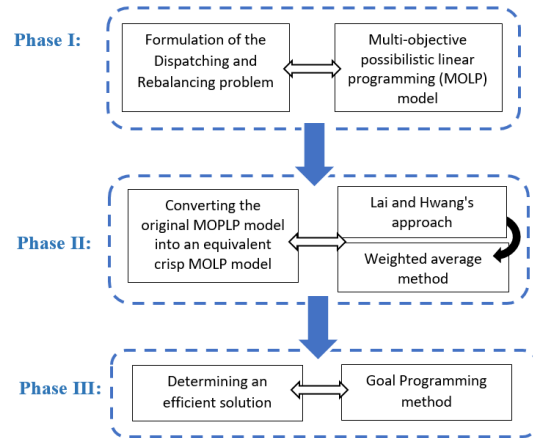 Phase I:
Formulation of the
Dispatching and
Rebalancing problem
Multi-objective
possibilistic linear
programming (MOLP)
model
Phase II:
Converting the
original MOPLP model
into an equivalent
crisp MOLP model
Lai and Hwang's
approach
Weighted average
method
Phase III:
Determining an
efficient solution
Goal Programming
method